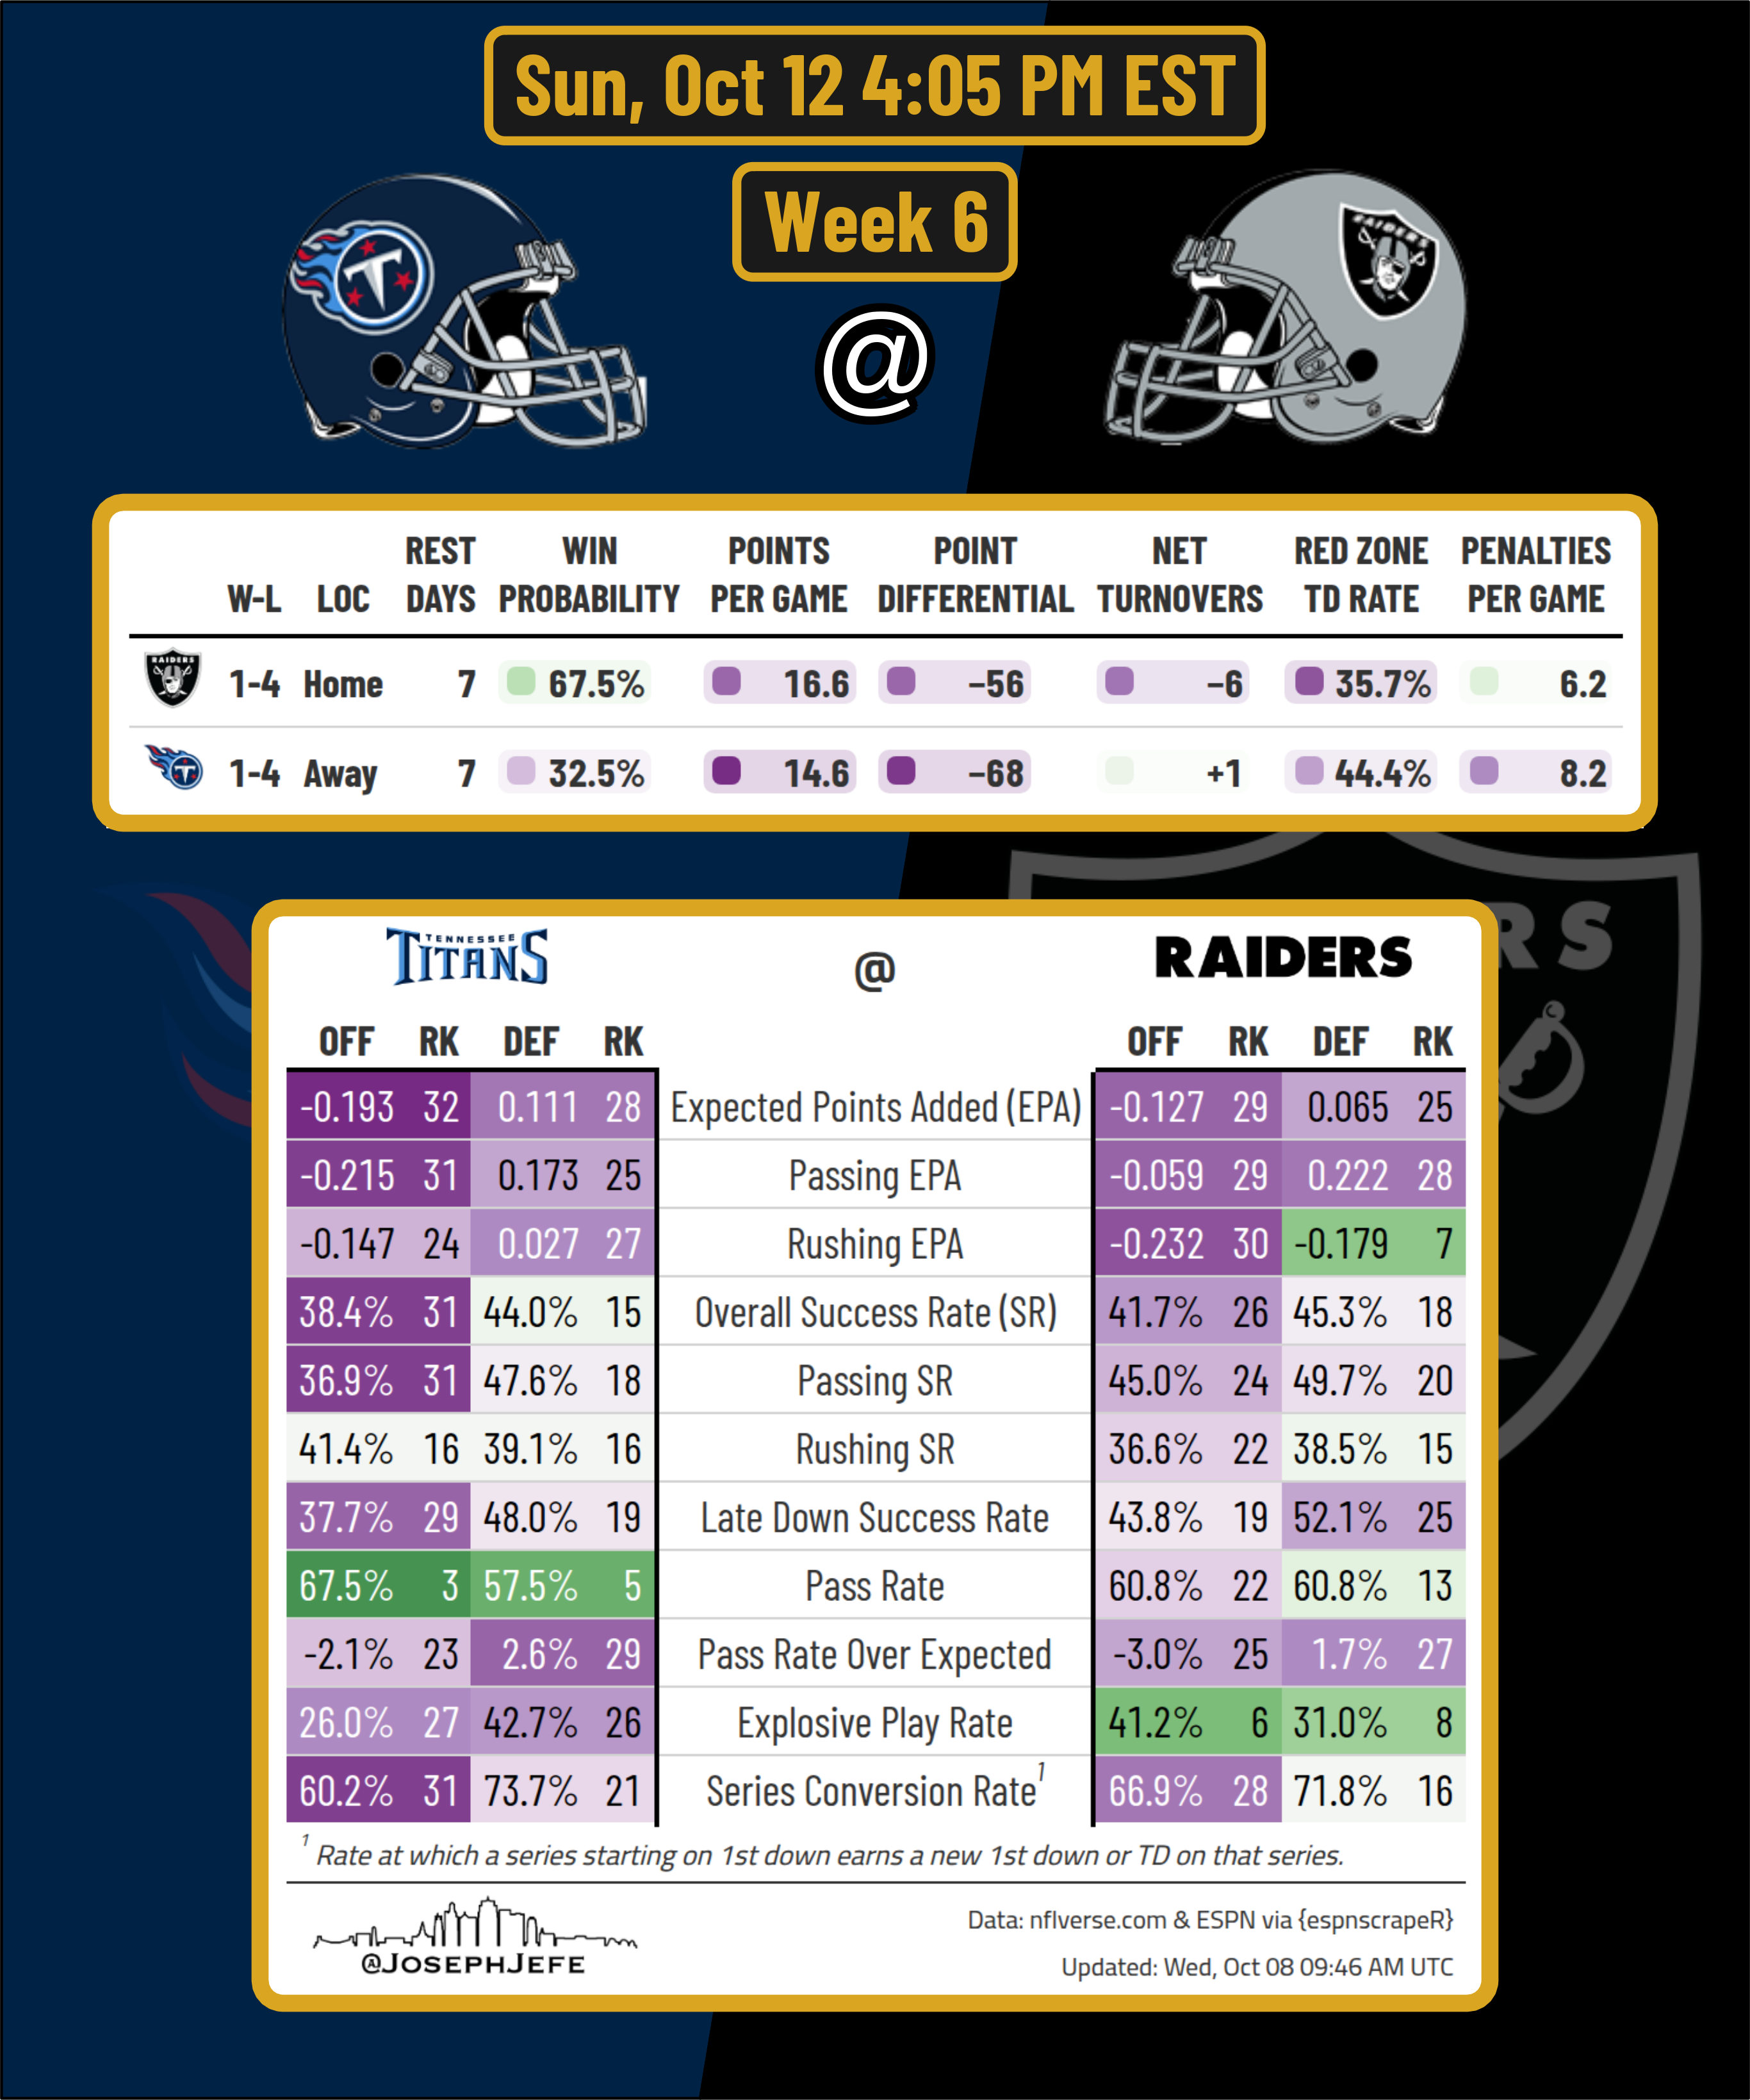 Sun, Oct 12 4:05 PM EST
Week 6
@
RAIDERS
REST WIN POINTS POINT NET RED ZONE PENALTIES
W-L LOC DAYS PROBABILITY PER GAME DIFFERENTIAL TURNOVERS TD RATE PER GAME
RAIDERS 1-4 Home 7 67.5% 16.6 −56 −6 35.7% 6.2
T 1-4 Away 7 32.5% 14.6 −68 +1 44.4% 8.2
TENNESSEE TITANS @ RAIDERS
OFF RK DEF RK OFF RK DEF RK
-0.193 32 0.111 28 Expected Points Added (EPA) -0.127 29 0.065 25
-0.215 31 0.173 25 Passing EPA -0.059 29 0.222 28
-0.147 24 0.027 27 Rushing EPA -0.232 30 -0.179 7
38.4% 31 44.0% 15 Overall Success Rate (SR) 41.7% 26 45.3% 18
36.9% 31 47.6% 18 Passing SR 45.0% 24 49.7% 20
41.4% 16 39.1% 16 Rushing SR 36.6% 22 38.5% 15
37.7% 29 48.0% 19 Late Down Success Rate 43.8% 19 52.1% 25
67.5% 3 57.5% 5 Pass Rate 60.8% 22 60.8% 13
-2.1% 23 2.6% 29 Pass Rate Over Expected -3.0% 25 1.7% 27
26.0% 27 42.7% 26 Explosive Play Rate 41.2% 6 31.0% 8
60.2% 31 73.7% 21 Series Conversion Rate¹ 66.9% 28 71.8% 16
¹ Rate at which a series starting on 1st down earns a new 1st down or TD on that series.
@JOSEPHJEFE
Data: nflverse.com & ESPN via {espnscrapeR}
Updated: Wed, Oct 08 09:46 AM UTC